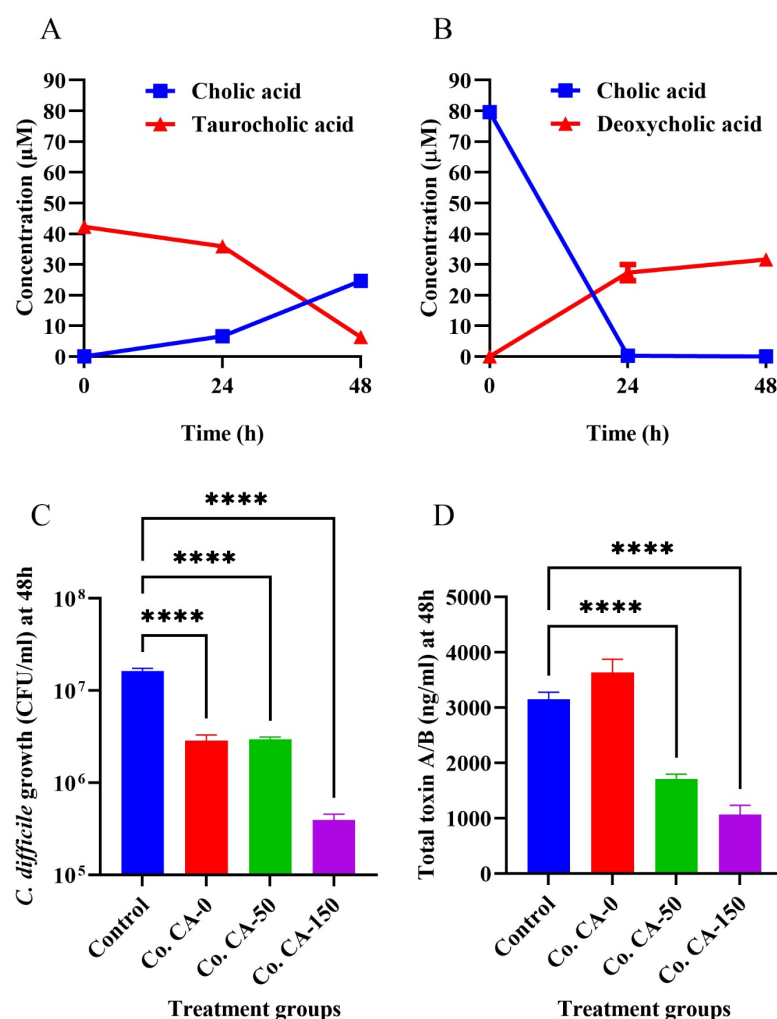 A
Cholic acid
Taurocholic acid
Concentration (µM)
90
80
70
60
50
40
30
20
10
0
0 24 48
Time (h)
B
Cholic acid
Deoxycholic acid
Concentration (µM)
90
80
70
60
50
40
30
20
10
0
0 24 48
Time (h)
C
****
****
****
C. difficile growth (CFU/ml) at 48h
10⁸
10⁷
10⁶
10⁵
Control Co. CA-0 Co. CA-50 Co. CA-150
Treatment groups
D
****
****
Total toxin A/B (ng/ml) at 48h
5000
4000
3000
2000
1000
0
Control Co. CA-0 Co. CA-50 Co. CA-150
Treatment groups